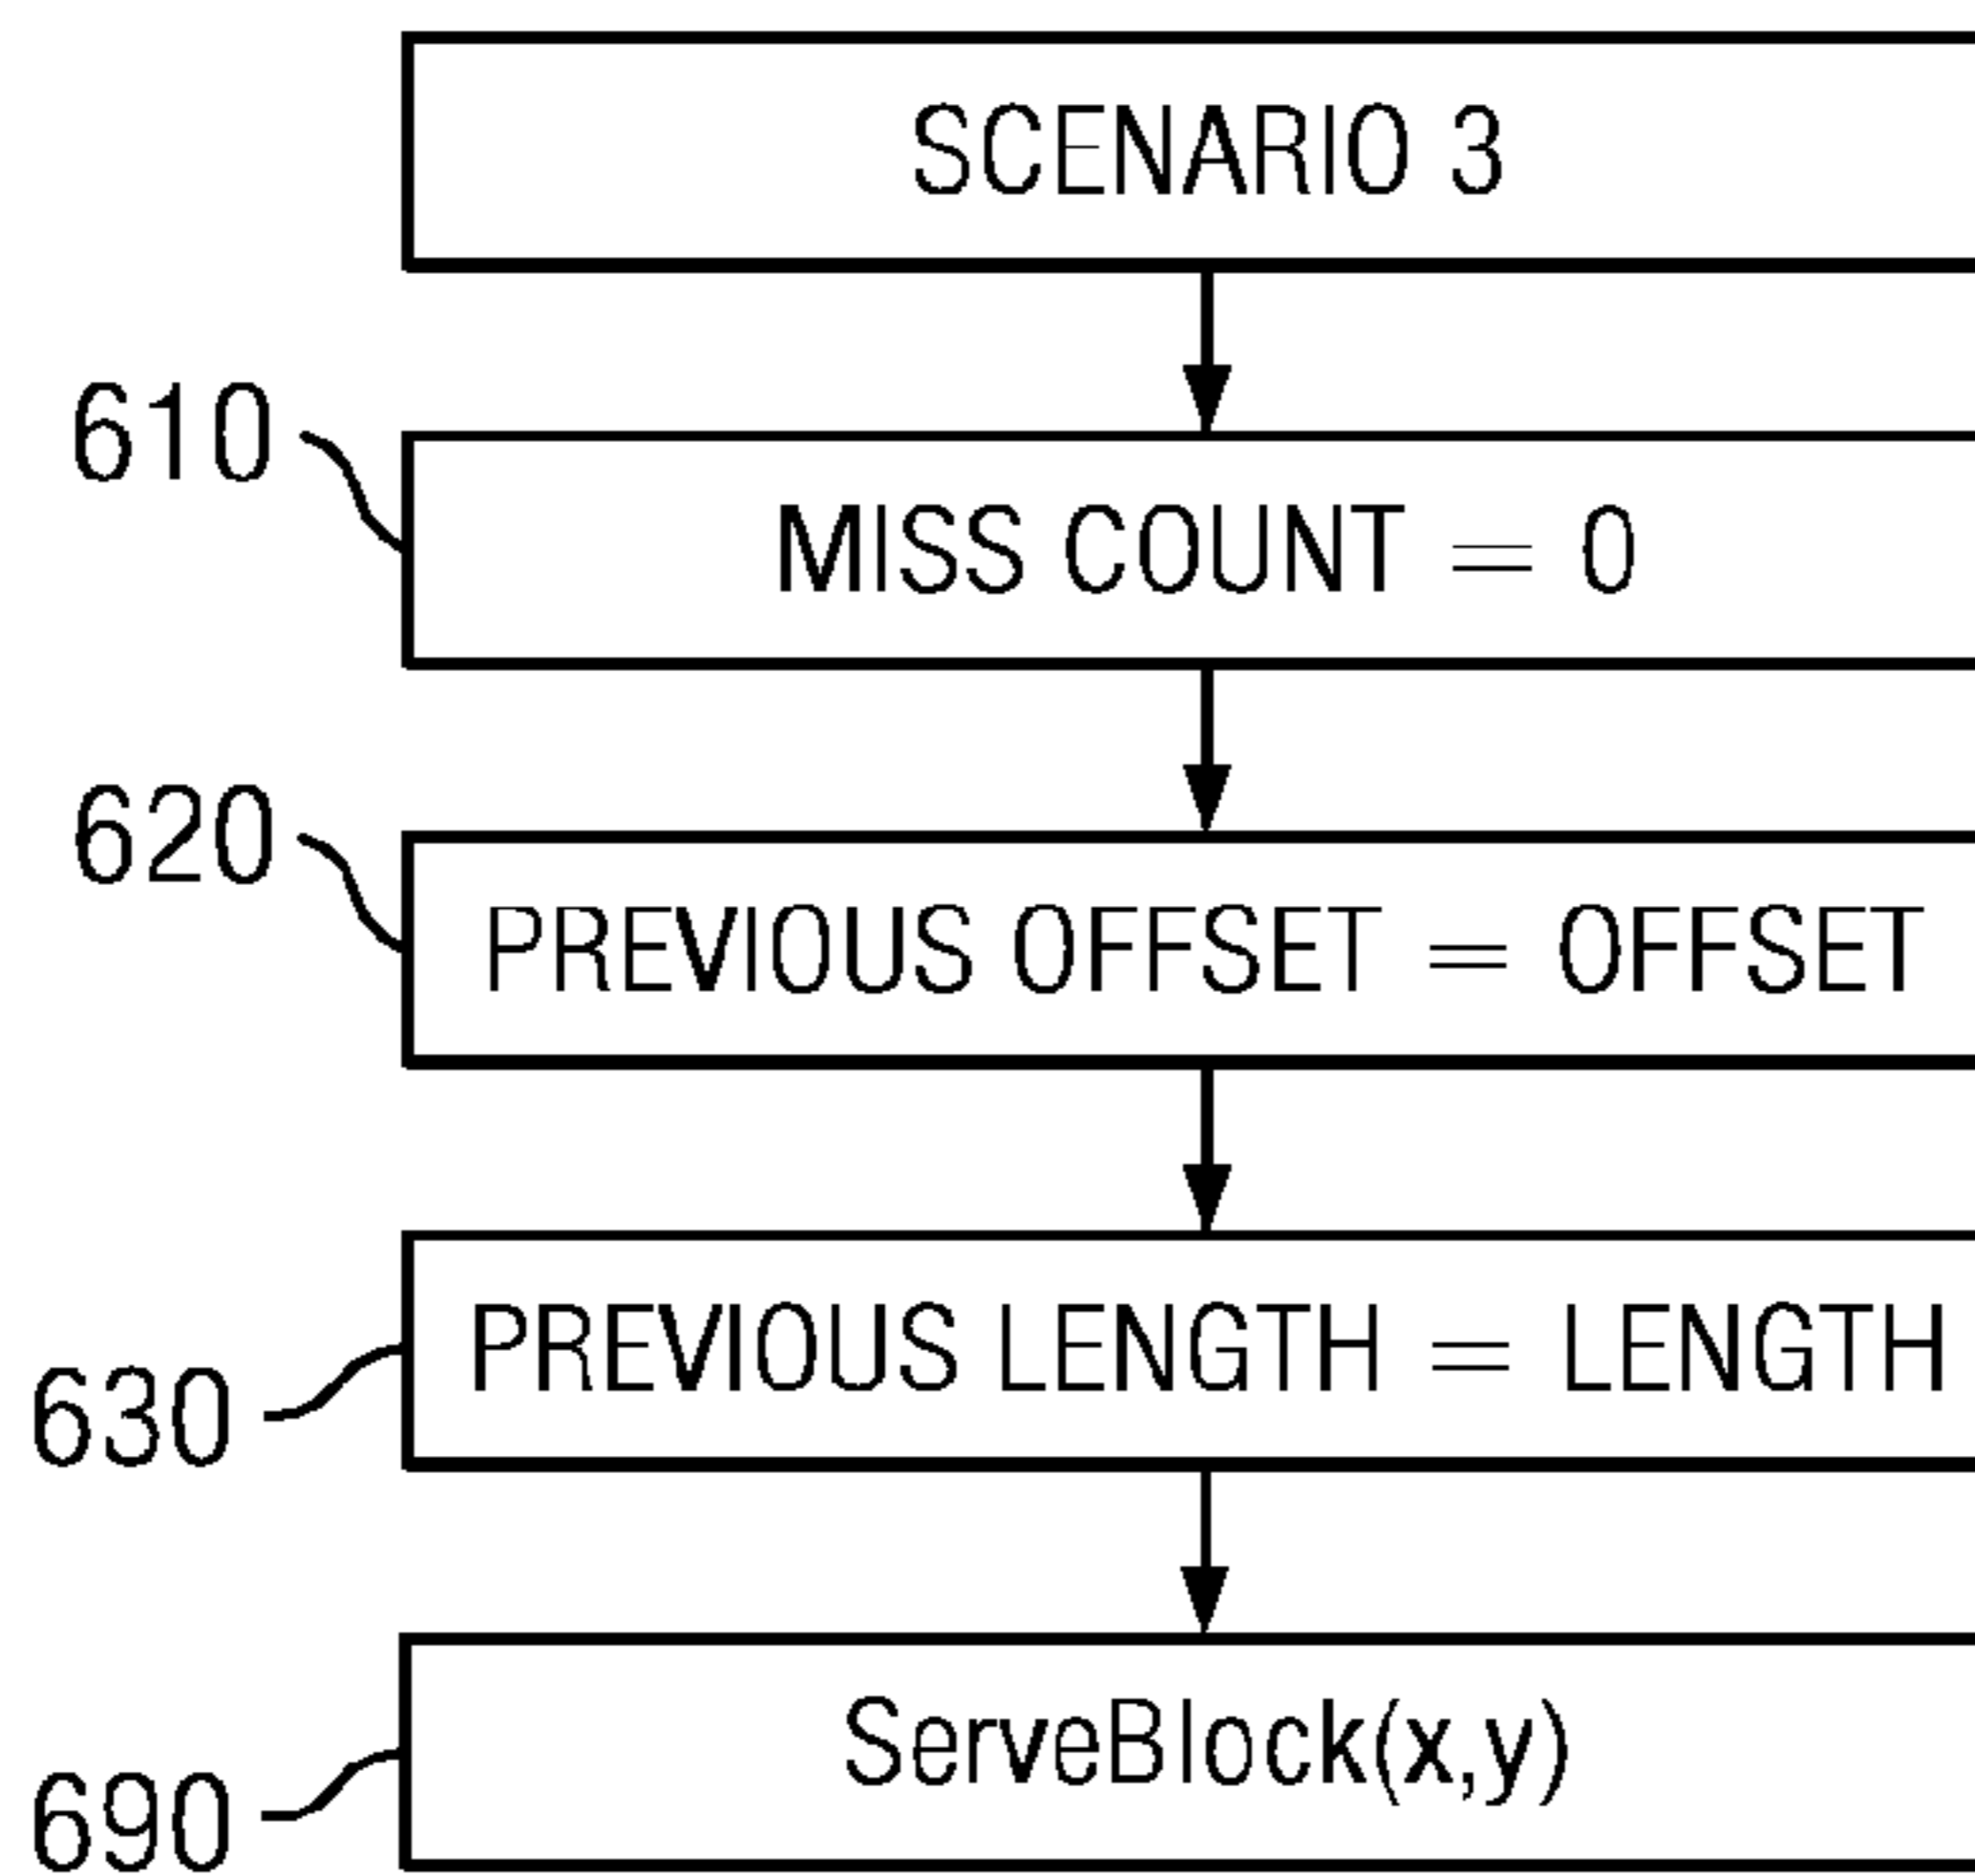 SCENARIO 3
610
MISS COUNT = 0
620
PREVIOUS OFFSET = OFFSET
630
PREVIOUS LENGTH = LENGTH
690
ServeBlock(x,y)